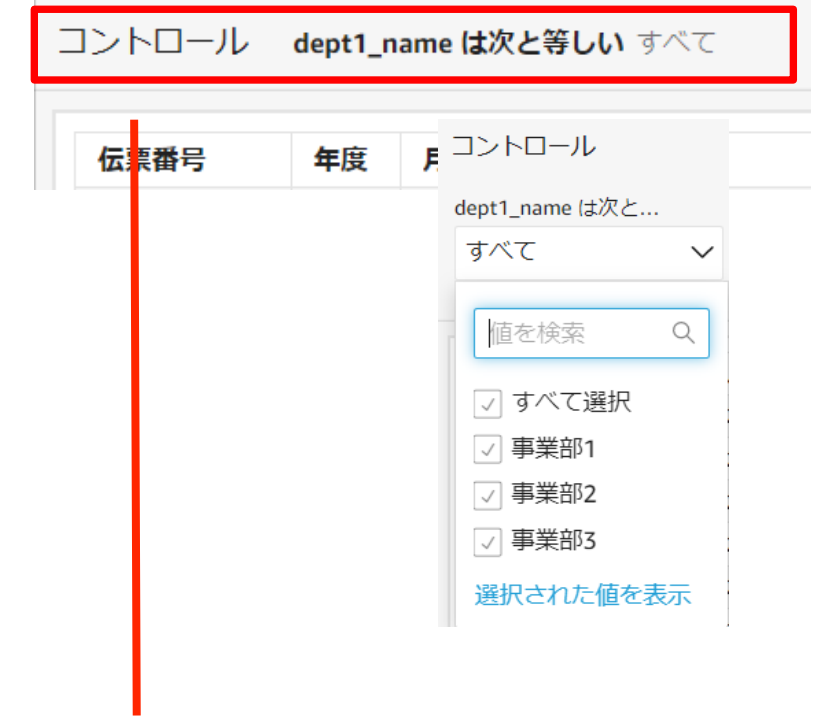 コントロール dept1_name は次と等しい すべて
伝票番号 年度 月
コントロール
dept1_name は次と...
すべて
値を検索
すべて選択
事業部1
事業部2
事業部3
選択された値を表示